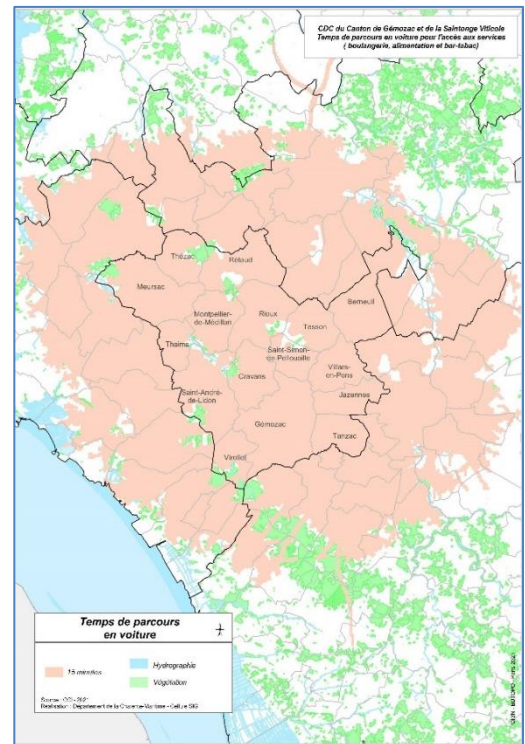 CDC du Canton de Gémozac et de la Saintonge Viticole
Temps de parcours en voiture pour l'accès aux services
( boulangerie, alimentation et bar-tabac)
Thézac
Rétaud
Meursac
Berneuil
Montpellier-
de-Médillan
Rioux
Tesson
Thaims
Saint-Simon-
de-Pellouaille
Cravans
Villars-
en-Pons
Saint-André-
de-Lidon
Jazennes
Gémozac
Tanzac
Virollet
Temps de parcours
en voiture
15 minutes
Hydrographie
Végétation
Source : 2021
Réalisation : Département de la Charente-Maritime - Cellule SIG